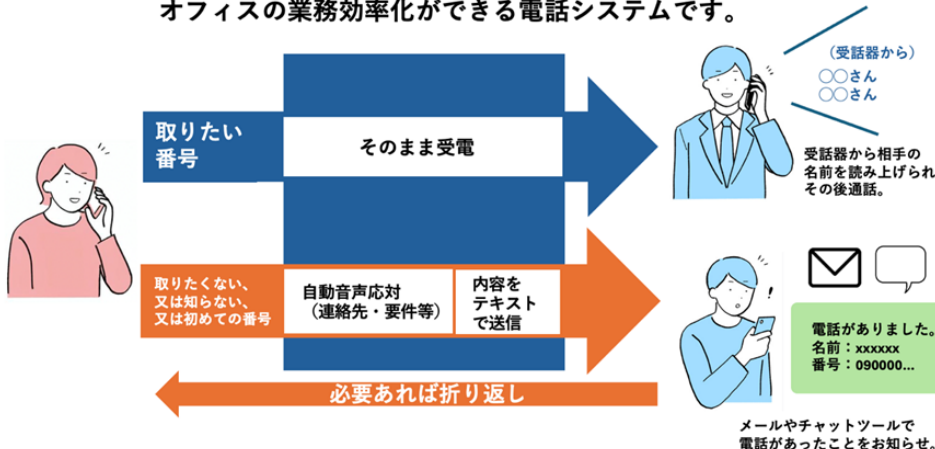 オフィスの業務効率化ができる電話システムです。
（受話器から）
○○さん
○○さん
取りたい
番号
そのまま受電
受話器から相手の
名前を読み上げられ
その後通話。
取りたくない、
又は知らない、
又は初めての番号
自動音声応対
（連絡先・要件等）
内容を
テキスト
で送信
!
電話がありました。
名前：xxxxxx
番号：090000...
必要あれば折り返し
メールやチャットツールで
電話があったことをお知らせ。